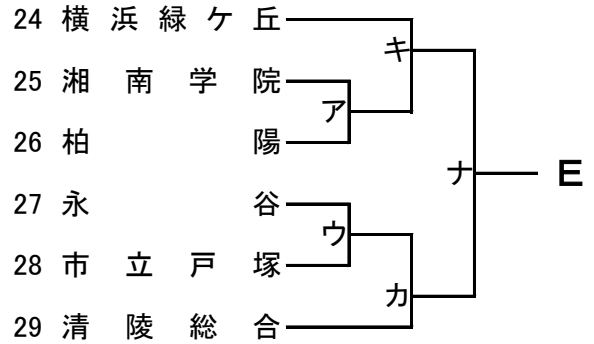 24 横浜緑ケ丘
キ
25 湘南学院
ア
26 柏陽
ナ E
27 永谷
ウ
28 市立戸塚
カ
29 清陵総合